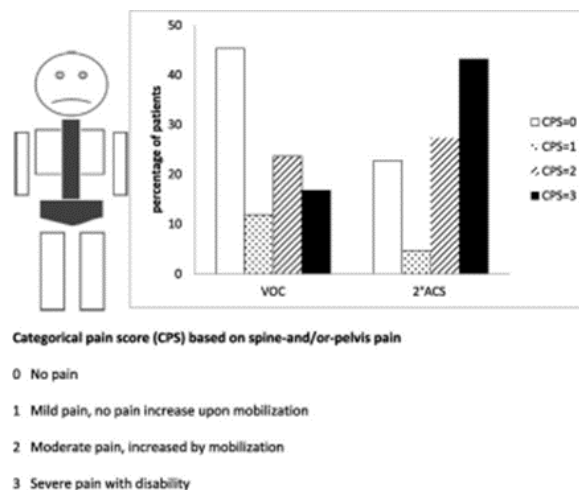 50
40
30
20
10
0
percentage of patients
VOC
2°ACS
CPS=0
CPS=1
CPS=2
CPS=3
Categorical pain score (CPS) based on spine-and/or-pelvis pain
0 No pain
1 Mild pain, no pain increase upon mobilization
2 Moderate pain, increased by mobilization
3 Severe pain with disability